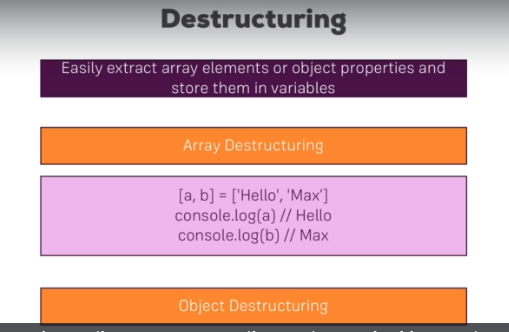 Destructuring
Easily extract array elements or object properties and
store them in variables
Array Destructuring
[a, b] = ['Hello', 'Max']
console.log(a) // Hello
console.log(b) // Max
Object Destructuring